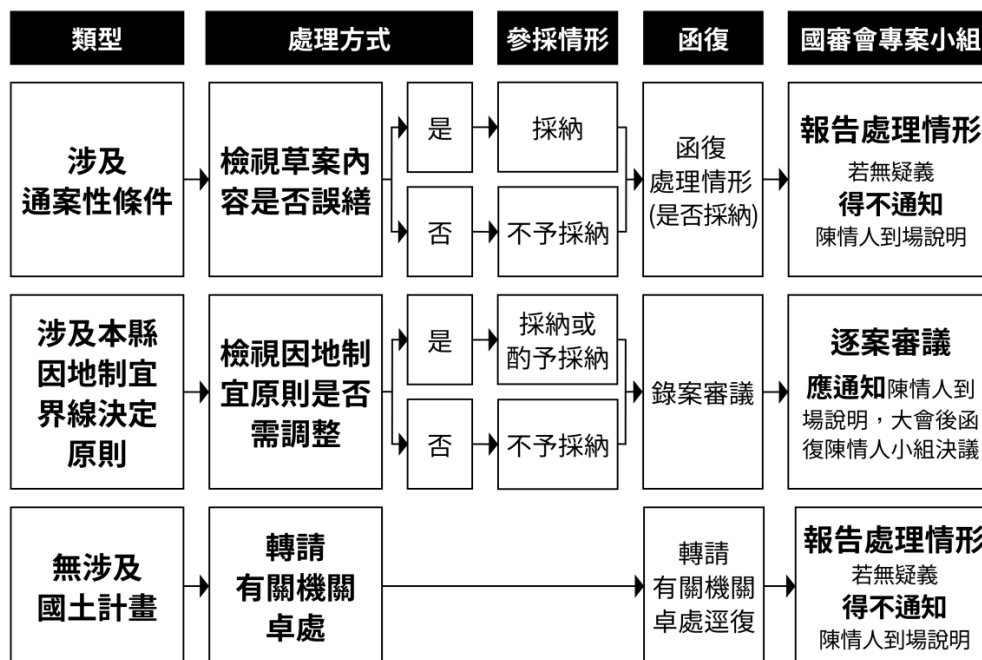 類型
處理方式
參採情形
函復
國審會專案小組
涉及
通案性條件
檢視草案內
容是否誤繕
是
採納
否
不予採納
函復
處理情形
(是否採納)
報告處理情形
若無疑義
得不通知
陳情人到場說明
涉及本縣
因地制宜
界線決定
原則
檢視因地制
宜原則是否
需調整
是
採納或
酌予採納
否
不予採納
錄案審議
逐案審議
應通知陳情人到
場說明，大會後函
復陳情人小組決議
無涉及
國土計畫
轉請
有關機關
卓處
轉請
有關機關
卓處逕復
報告處理情形
若無疑義
得不通知
陳情人到場說明